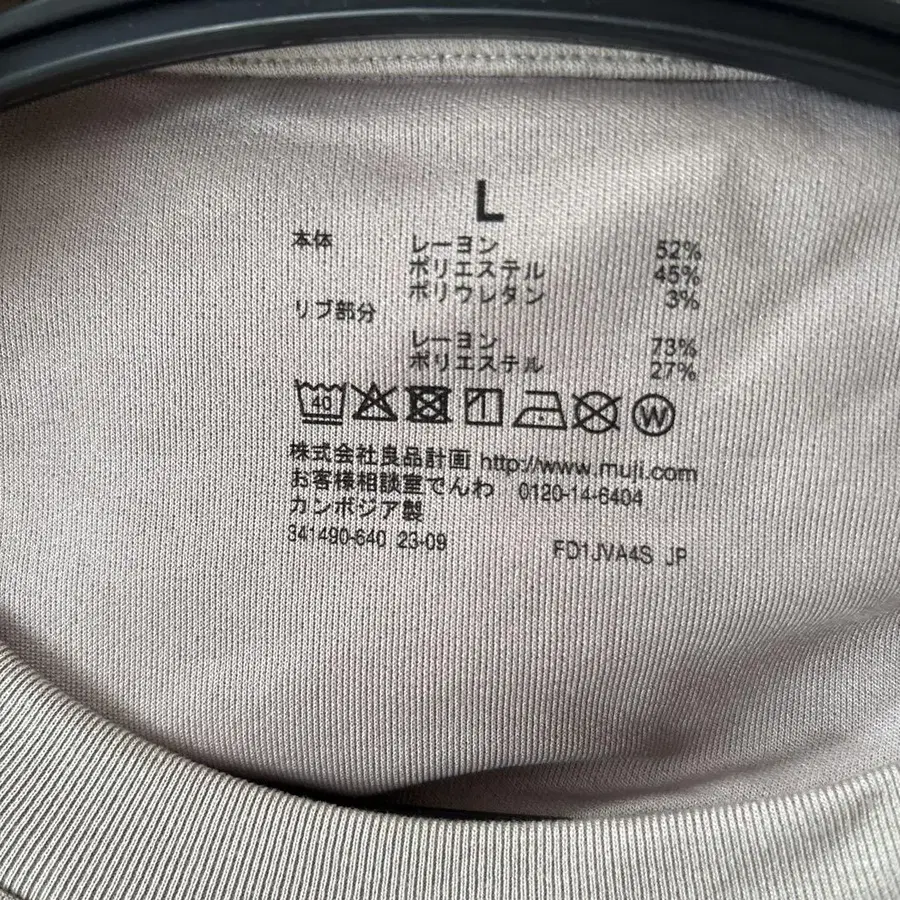 L
本体 レーヨン 52%
ポリエステル 45%
ポリウレタン 3%
リブ部分
レーヨン 73%
ポリエステル 27%
40 W
株式会社良品計画 http://www.muji.com
お客様相談室でんわ 0120-14-6404
カンボジア製
341490-640 23-09 FD1JVA4S JP